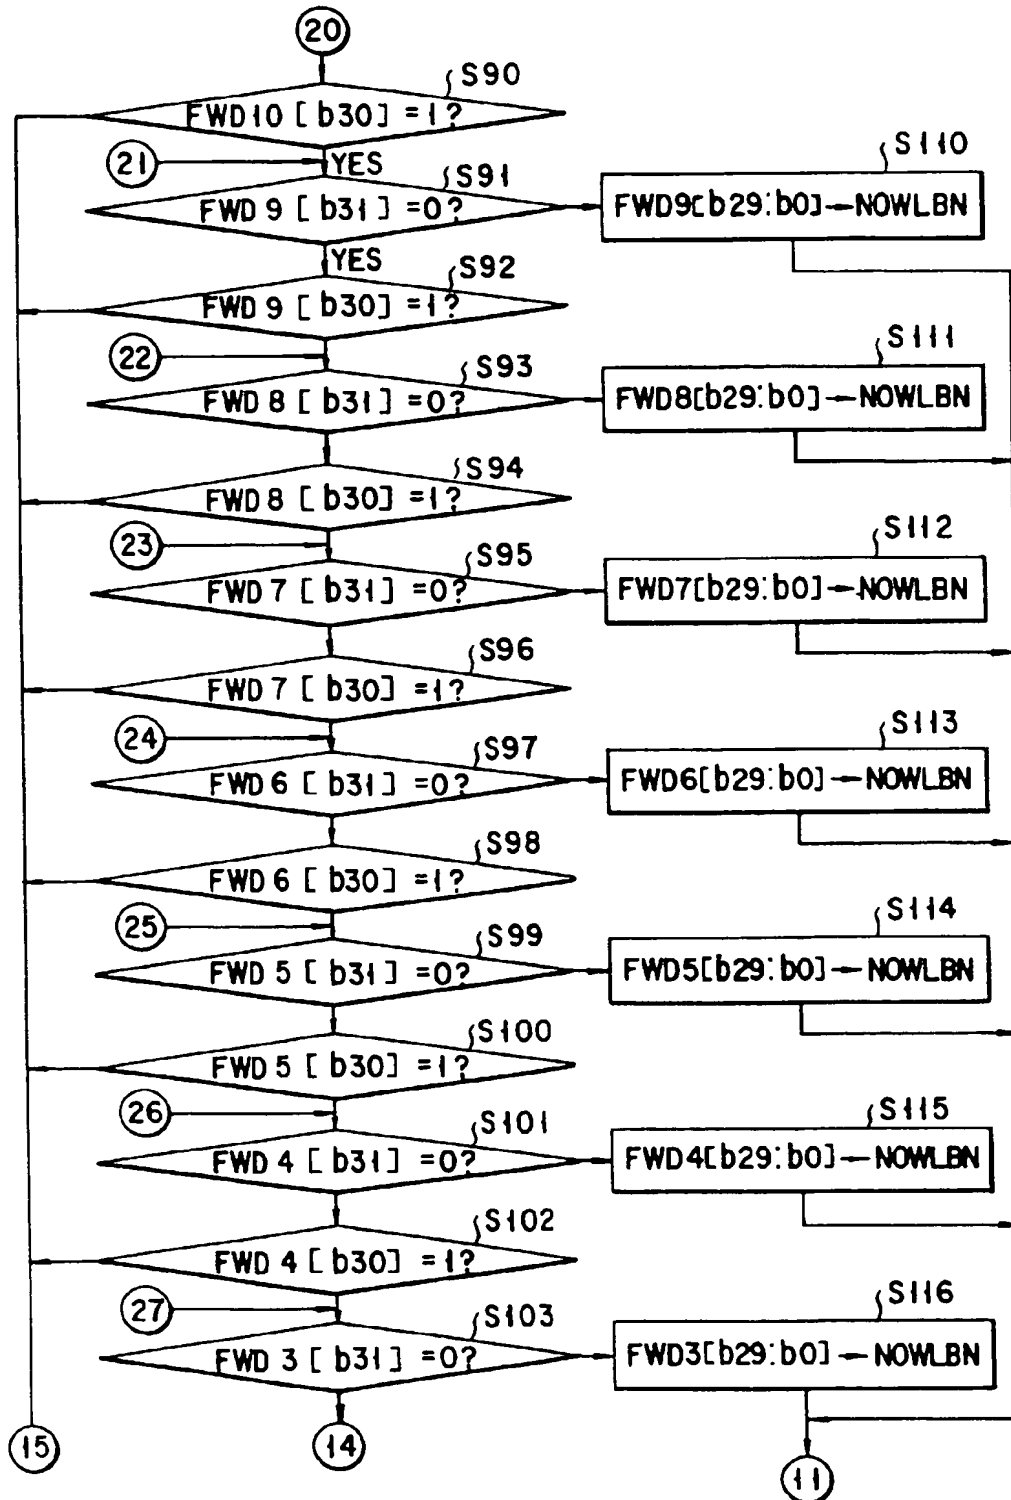 20
S90
FWD10 [ b30] =1?
21
YES
S91
S110
FWD 9 [ b31] =0?
FWD9[b29:b0]→NOWLBN
YES
S92
FWD 9 [ b30] =1?
22
S93
S111
FWD 8 [ b31] =0?
FWD8[b29:b0]→NOWLBN
S94
FWD 8 [ b30] =1?
23
S95
S112
FWD 7 [ b31] =0?
FWD7[b29:b0]→NOWLBN
S96
FWD 7 [ b30] =1?
24
S97
S113
FWD 6 [ b31] =0?
FWD6[b29:b0]→NOWLBN
S98
FWD 6 [ b30] =1?
25
S99
S114
FWD 5 [ b31] =0?
FWD5[b29:b0]→NOWLBN
S100
FWD 5 [ b30] =1?
26
S101
S115
FWD 4 [ b31] =0?
FWD4[b29:b0]→NOWLBN
S102
FWD 4 [ b30] =1?
27
S103
S116
FWD 3 [ b31] =0?
FWD3[b29:b0]→NOWLBN
15
14
11